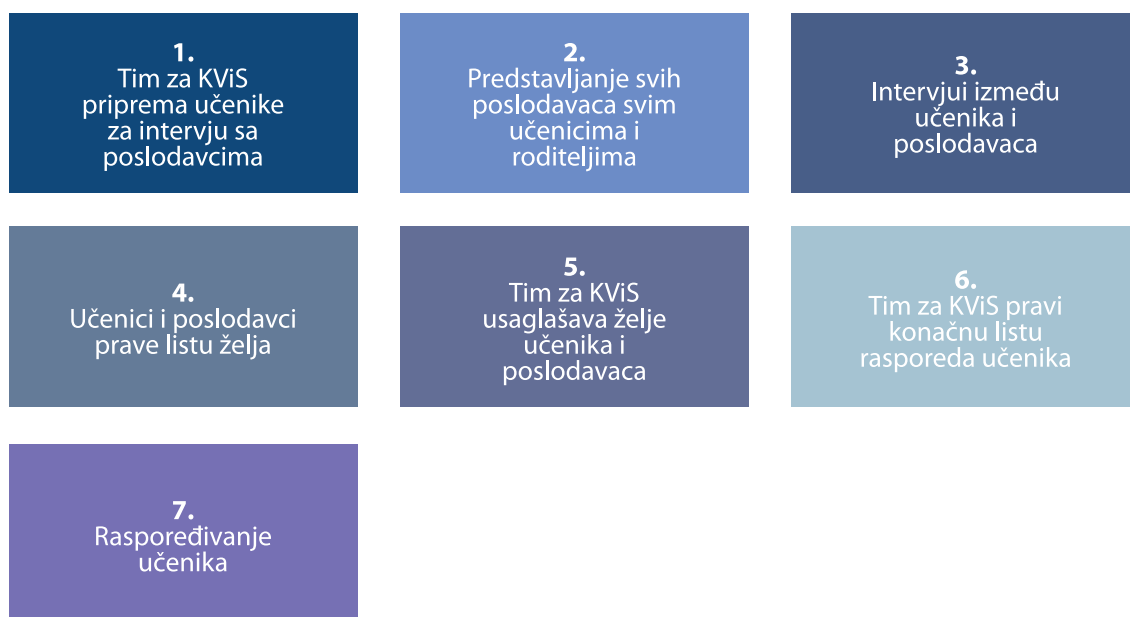 1.
Tim za KViS
priprema učenike
za intervju sa
poslodavcima
2.
Predstavljanje svih
poslodavaca svim
učenicima i
roditeljima
3.
Intervjui između
učenika i
poslodavaca
4.
Učenici i poslodavci
prave listu želja
5.
Tim za KViS
usaglašava želje
učenika i
poslodavaca
6.
Tim za KViS pravi
konačnu listu
rasporeda učenika
7.
Raspoređivanje
učenika